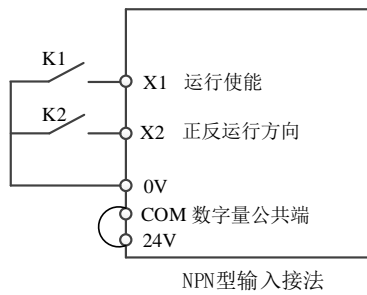 K1
X1 运行使能
K2
X2 正反运行方向
0V
COM 数字量公共端
24V
NPN型输入接法